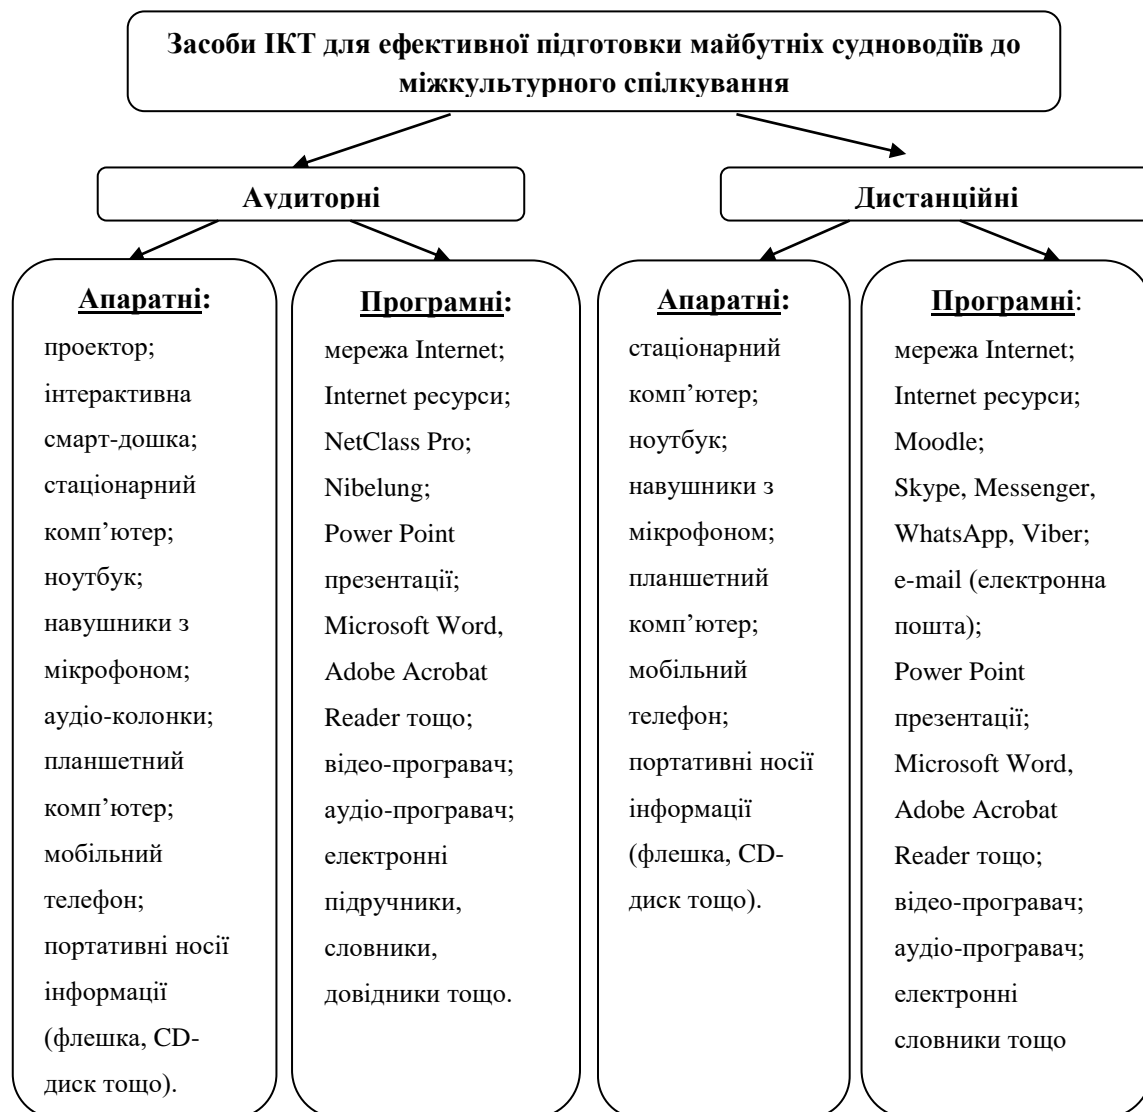 Засоби ІКТ для ефективної підготовки майбутніх судноводіїв до
міжкультурного спілкування
Аудиторні
Дистанційні
Апаратні:
проектор;
інтерактивна
смарт-дошка;
стаціонарний
комп’ютер;
ноутбук;
навушники з
мікрофоном;
аудіо-колонки;
планшетний
комп’ютер;
мобільний
телефон;
портативні носії
інформації
(флешка, CD-
диск тощо).
Програмні:
мережа Internet;
Internet ресурси;
NetClass Pro;
Nibelung;
Power Point
презентації;
Microsoft Word,
Adobe Acrobat
Reader тощо;
відео-програвач;
аудіо-програвач;
електронні
підручники,
словники,
довідники тощо.
Апаратні:
стаціонарний
комп’ютер;
ноутбук;
навушники з
мікрофоном;
планшетний
комп’ютер;
мобільний
телефон;
портативні носії
інформації
(флешка, CD-
диск тощо).
Програмні:
мережа Internet;
Internet ресурси;
Moodle;
Skype, Messenger,
WhatsApp, Viber;
e-mail (електронна
пошта);
Power Point
презентації;
Microsoft Word,
Adobe Acrobat
Reader тощо;
відео-програвач;
аудіо-програвач;
електронні
словники тощо